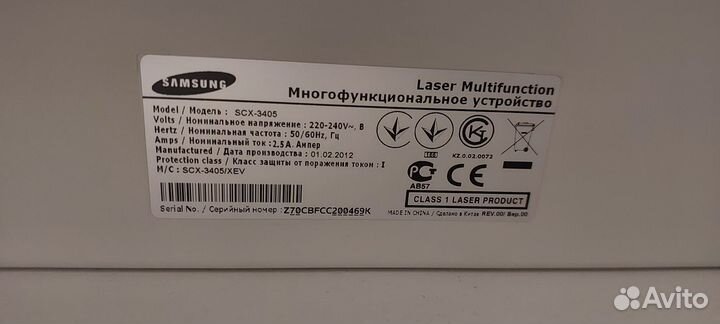 SAMSUNG
Laser Multifunction
Многофункциональное устройство
Model / Модель : SCX-3405
Volts / Номинальное напряжение : 220-240V~, В
Hertz / Номинальная частота : 50/60Hz, Гц
Amps / Номинальный ток : 2.5A. Ампер
Manufactured / Дата производства : 01.02.2012
Protection class / Класс защиты от поражения током : I
M/C : SCX-3405/XEV
KZ.0.02.0072
АВ57
CE
CLASS 1 LASER PRODUCT
Serial No. / Серийный номер : Z70CBFCC200469K
MADE IN CHINA / Сделано в Китае REV.00/ Sep.00
Avito